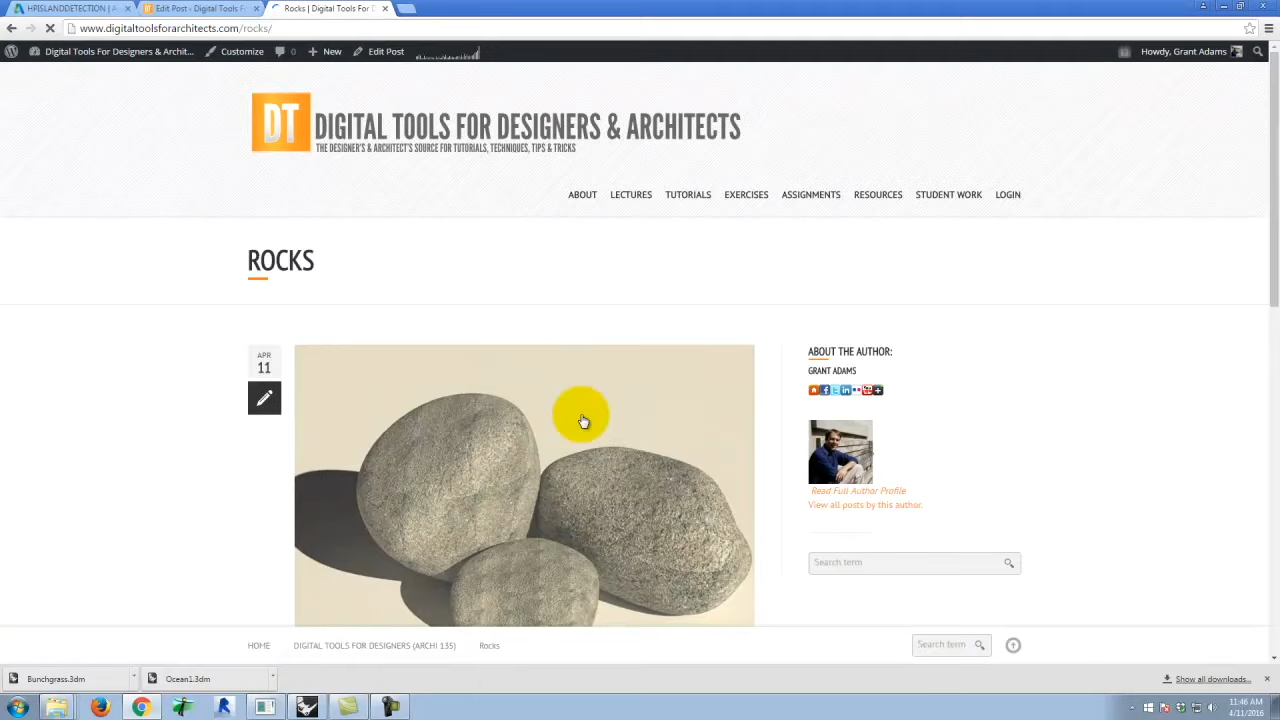 HPISLANDDETECTION | A...
Edit Post ‹ Digital Tools F
Rocks | Digital Tools For D
www.digitaltoolsforarchitects.com/rocks/
Digital Tools For Designers & Architect...
Customize
0
New
Edit Post
Howdy, Grant Adams
DT
DIGITAL TOOLS FOR DESIGNERS & ARCHITECTS
THE DESIGNER'S & ARCHITECT'S SOURCE FOR TUTORIALS, TECHNIQUES, TIPS & TRICKS
ABOUT LECTURES TUTORIALS EXERCISES ASSIGNMENTS RESOURCES STUDENT WORK LOGIN
ROCKS
APR
11
ABOUT THE AUTHOR:
GRANT ADAMS
Read Full Author Profile
View all posts by this author.
Search term
HOME DIGITAL TOOLS FOR DESIGNERS (ARCHI 135) Rocks
Search term
Bunchgrass.3dm
Ocean1.3dm
Show all downloads...
11:46 AM
4/11/2016